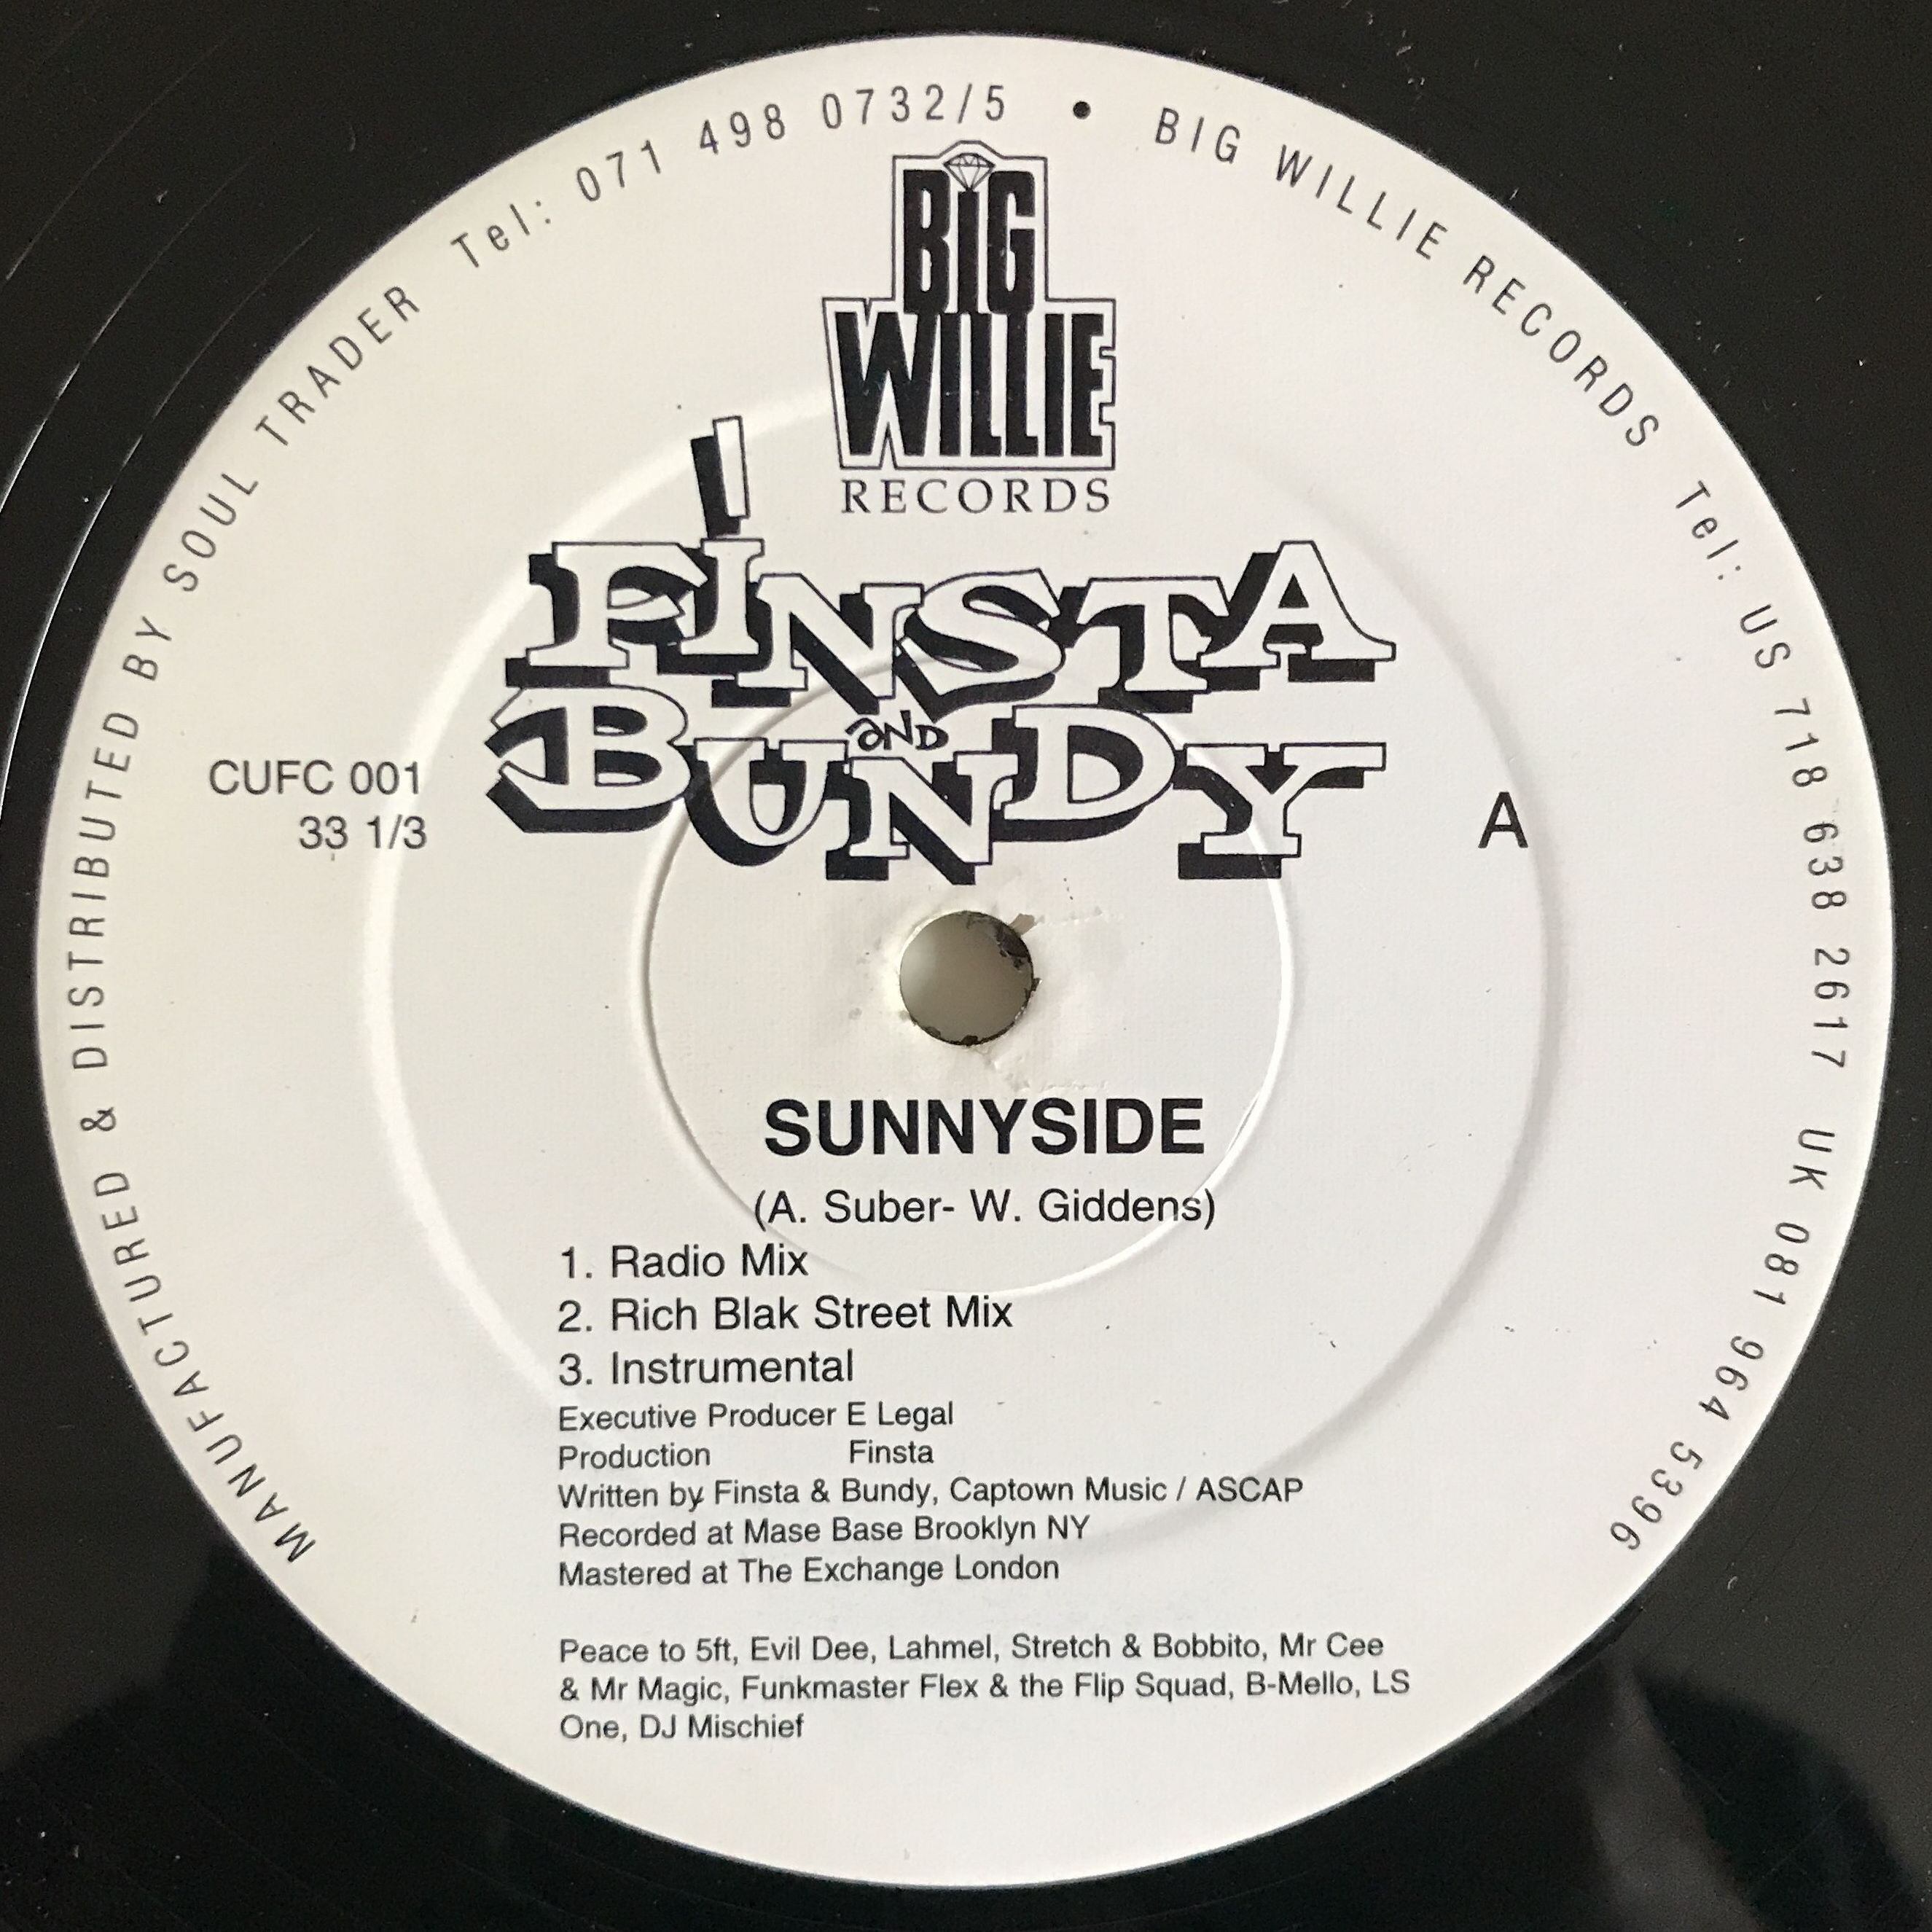 MANUFACTURED & DISTRIBUTED BY SOUL TRADER Tel: 071 498 0732/5 • BIG WILLIE RECORDS Tel: US 718 638 2617 UK 081 964 5396
BIG
WILLIE
RECORDS
FINSTA
AND
BUNDY
CUFC 001
33 1/3
A
SUNNYSIDE
(A. Suber- W. Giddens)
1. Radio Mix
2. Rich Blak Street Mix
3. Instrumental
Executive Producer E Legal
Production Finsta
Written by Finsta & Bundy, Captown Music / ASCAP
Recorded at Mase Base Brooklyn NY
Mastered at The Exchange London
Peace to 5ft, Evil Dee, Lahmel, Stretch & Bobbito, Mr Cee
& Mr Magic, Funkmaster Flex & the Flip Squad, B-Mello, LS
One, DJ Mischief